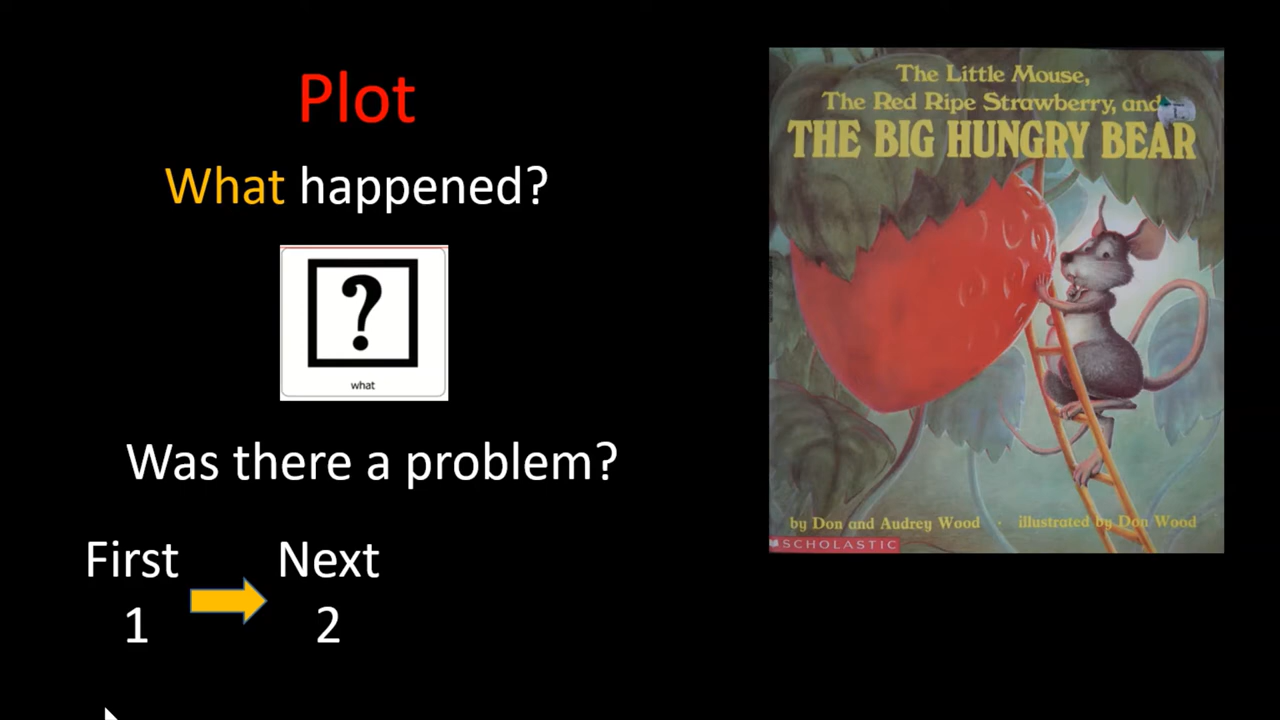 Plot
What happened?
?
what
Was there a problem?
First Next
1 2
The Little Mouse,
The Red Ripe Strawberry, and
THE BIG HUNGRY BEAR
by Don and Audrey Wood · illustrated by Don Wood
SCHOLASTIC